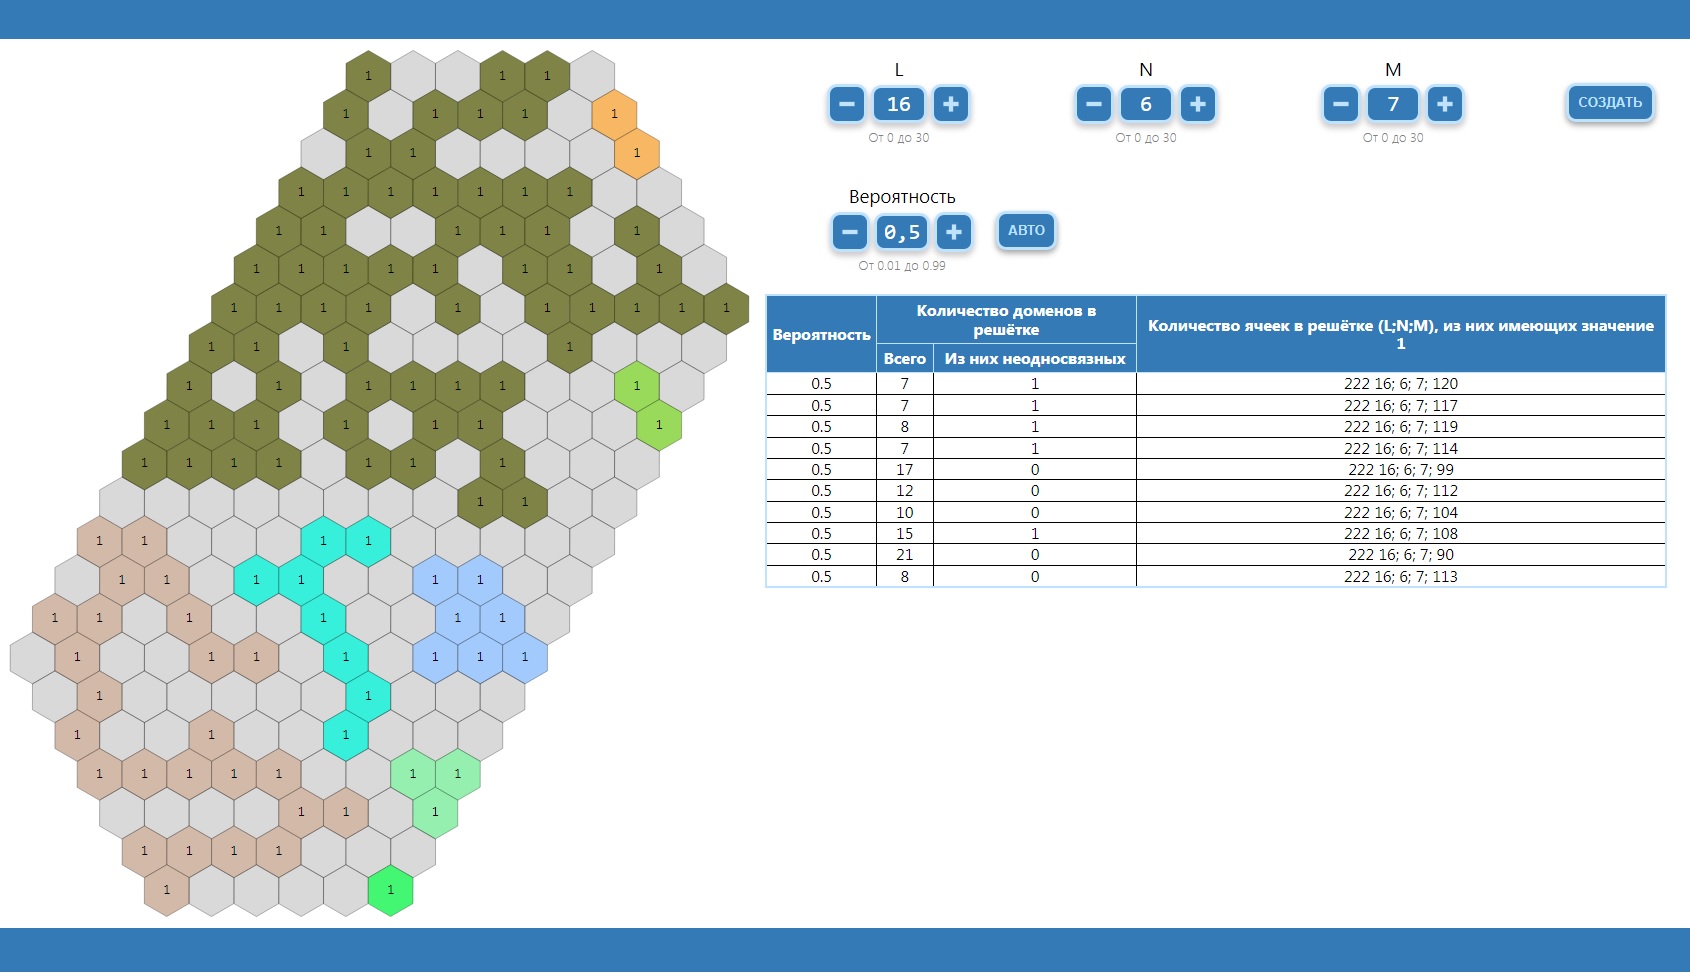 1 1 1
1 1 1 1 1
1 1 1
1 1 1 1 1 1 1
1 1 1 1 1 1
1 1 1 1 1 1 1 1
1 1 1 1 1 1 1 1 1 1
1 1 1 1
1 1 1 1 1 1 1
1 1 1 1 1 1 1
1 1 1 1 1 1 1
1 1
1 1 1 1
1 1 1 1 1 1
1 1 1 1 1 1
1 1 1 1 1 1 1
1 1
1 1 1
1 1 1 1 1 1 1
1 1 1
1 1 1 1
1 1
L N M
− 16 + − 6 + − 7 + СОЗДАТЬ
От 0 до 30 От 0 до 30 От 0 до 30
Вероятность
− 0,5 + АВТО
От 0.01 до 0.99
Вероятность
Количество доменов в
решётке
Всего Из них неодносвязных
Количество ячеек в решётке (L;N;M), из них имеющих значение
1
0.5 7 1 222 16; 6; 7; 120
0.5 7 1 222 16; 6; 7; 117
0.5 8 1 222 16; 6; 7; 119
0.5 7 1 222 16; 6; 7; 114
0.5 17 0 222 16; 6; 7; 99
0.5 12 0 222 16; 6; 7; 112
0.5 10 0 222 16; 6; 7; 104
0.5 15 1 222 16; 6; 7; 108
0.5 21 0 222 16; 6; 7; 90
0.5 8 0 222 16; 6; 7; 113